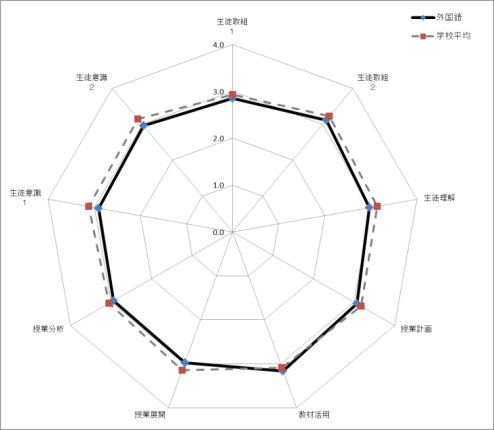 外国語
学校平均
生徒取組
1
生徒取組
2
生徒理解
授業計画
教材活用
授業展開
授業分析
生徒意識
1
生徒意識
2
4.0
3.0
2.0
1.0
0.0